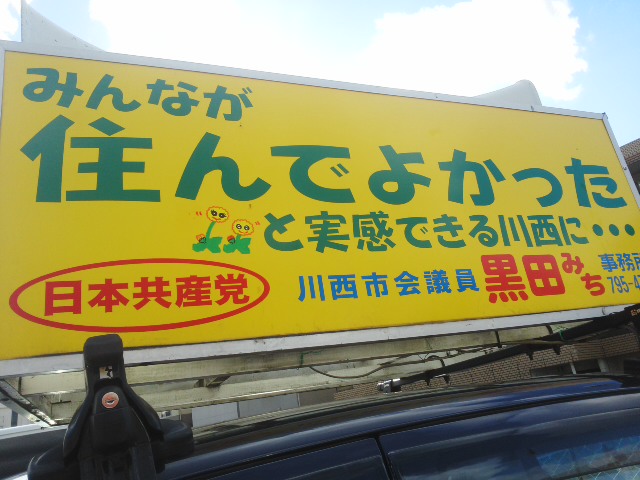 みんなが
住んでよかった
と実感できる川西に・・・
日本共産党
川西市会議員 黒田みち
事務所
795-4